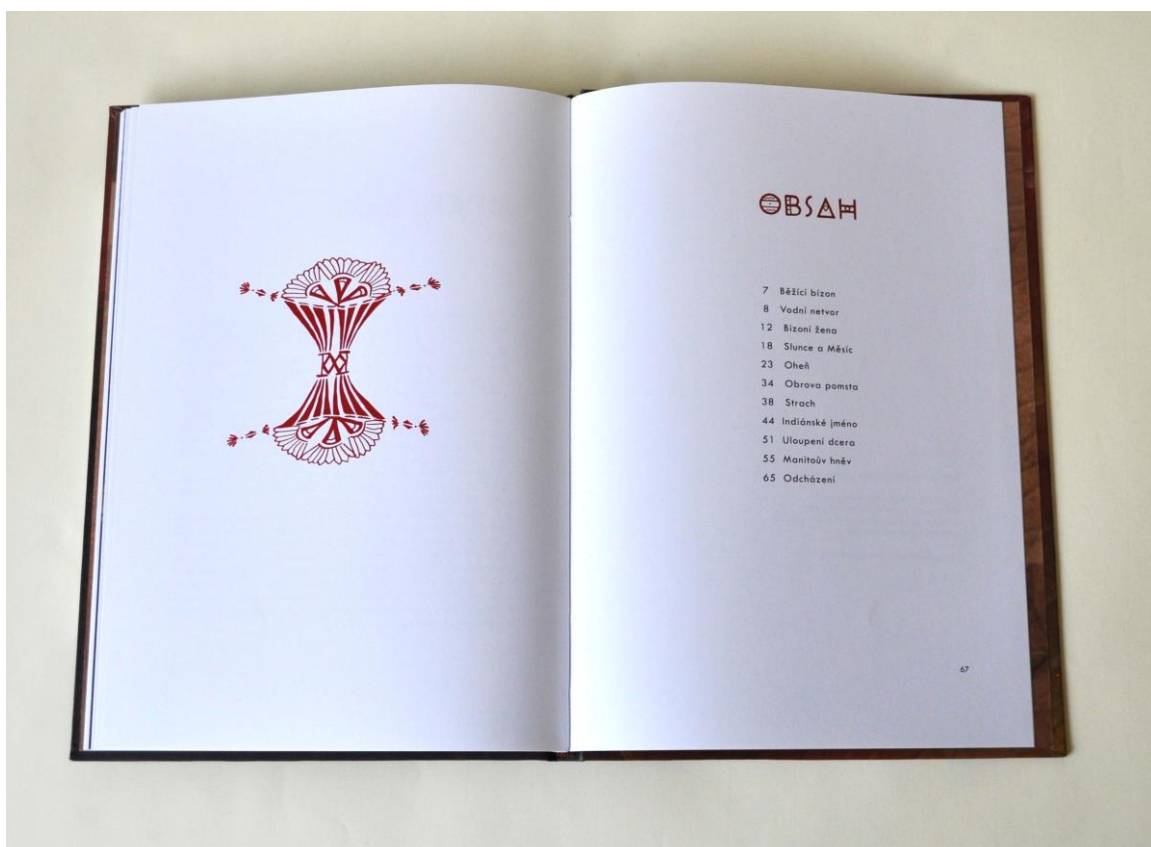 OBSAH
7 Běžící bizon
8 Vodní netvor
12 Bizoní žena
18 Slunce a Měsíc
23 Oheň
34 Obrova pomsta
38 Strach
44 Indiánské jméno
51 Uloupení dcera
55 Manitoův hněv
65 Odcházení
67